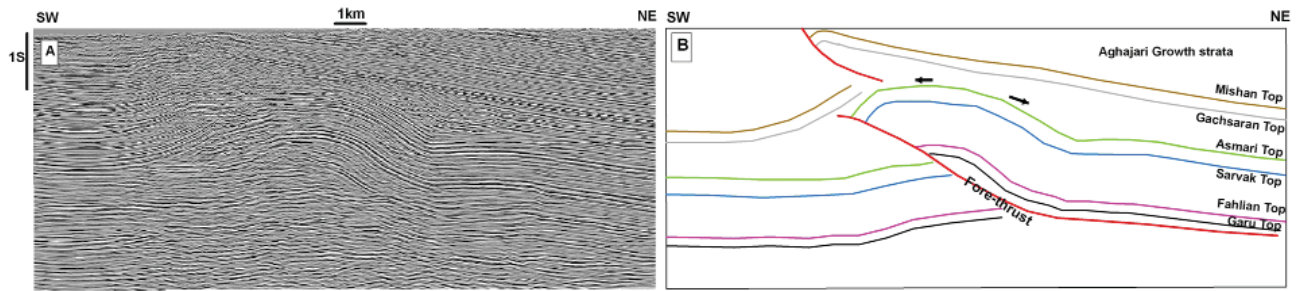 SW
1km
NE
SW
NE
1S
A
B
Aghajari Growth strata
Mishan Top
Gachsaran Top
Asmari Top
Sarvak Top
Fore-thrust
Fahlian Top
Garu Top